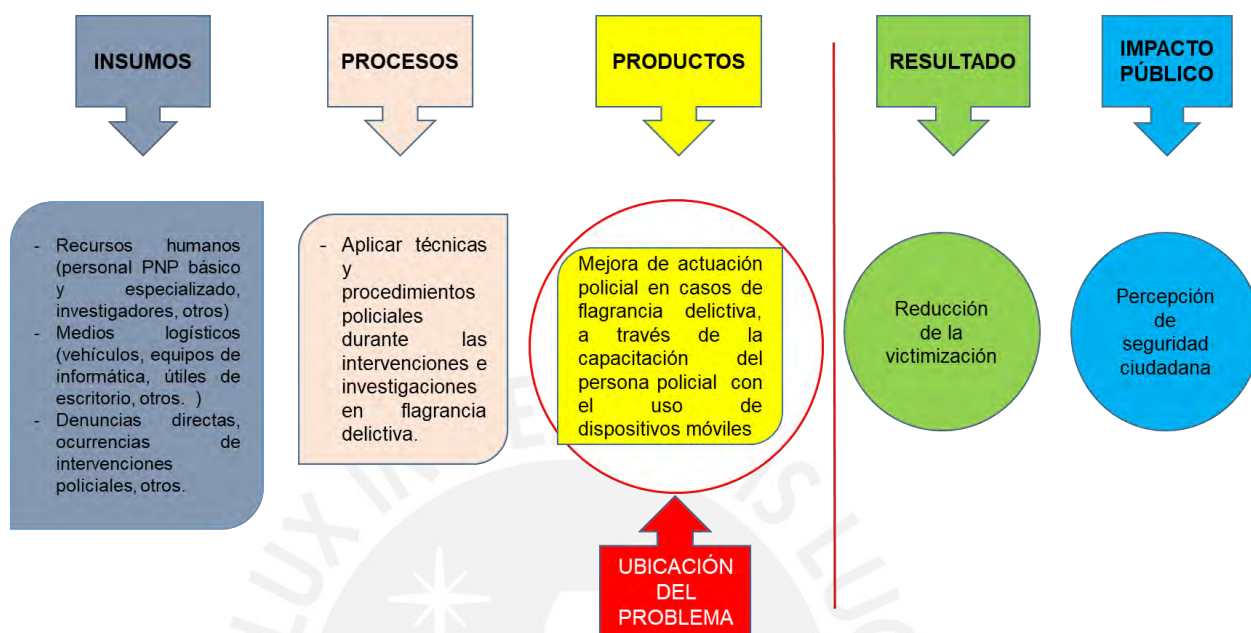 INSUMOS
PROCESOS
PRODUCTOS
RESULTADO
IMPACTO
PÚBLICO
- Recursos humanos
(personal PNP básico
y especializado,
investigadores, otros)
- Medios logísticos
(vehículos, equipos de
informática, útiles de
escritorio, otros. )
- Denuncias directas,
ocurrencias de
intervenciones
policiales, otros.
- Aplicar técnicas
y
procedimientos
policiales
durante las
intervenciones e
investigaciones
en flagrancia
delictiva.
Mejora de actuación
policial en casos de
flagrancia delictiva,
a través de la
capacitación del
persona policial con
el uso de
dispositivos móviles
Reducción
de la
victimización
Percepción
de
seguridad
ciudadana
UBICACIÓN
DEL
PROBLEMA
LUX IN
LUC